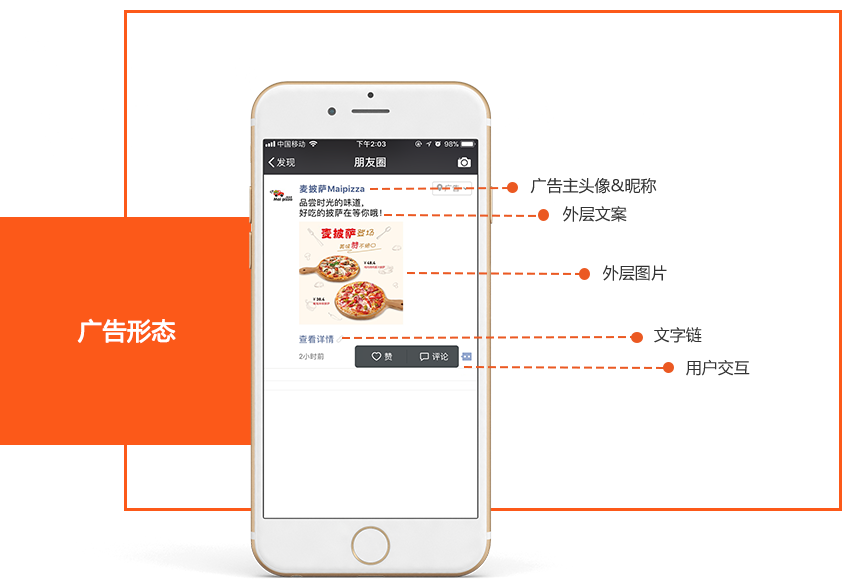 中国移动
下午2:03
98%
发现
朋友圈
麦披萨Maipizza
广告
广告主头像&昵称
品尝时光的味道，
好吃的披萨在等你哦！
外层文案
麦披萨
外层图片
广告形态
查看详情
文字链
2小时前
赞
评论
用户交互